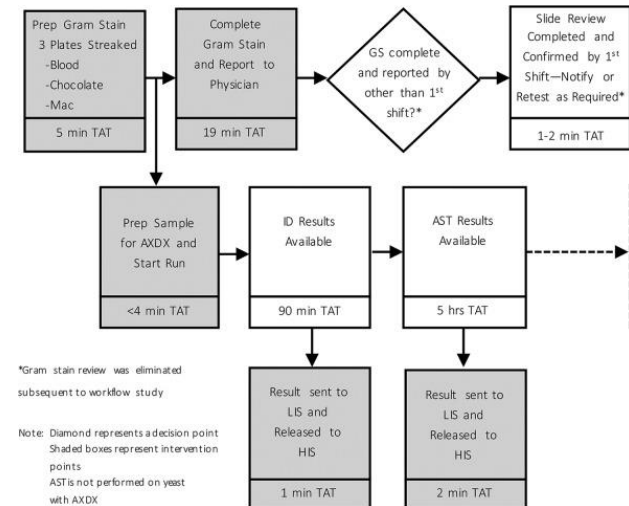 Prep Gram Stain
3 Plates Streaked
-Blood
-Chocolate
-Mac
5 min TAT
Complete
Gram Stain
and Report to
Physician
19 min TAT
GS complete
and reported by
other than 1st
shift?*
Slide Review
Completed and
Confirmed by 1st
Shift—Notify or
Retest as Required*
1-2 min TAT
Prep Sample
for AXDX and
Start Run
<4 min TAT
ID Results
Available
90 min TAT
AST Results
Available
5 hrs TAT
Result sent to
LIS and
Released to
HIS
1 min TAT
Result sent to
LIS and
Released to
HIS
2 min TAT
*Gram stain review was eliminated
subsequent to workflow study
Note: Diamond represents a decision point
Shaded boxes represent intervention
points
AST is not performed on yeast
with AXDX